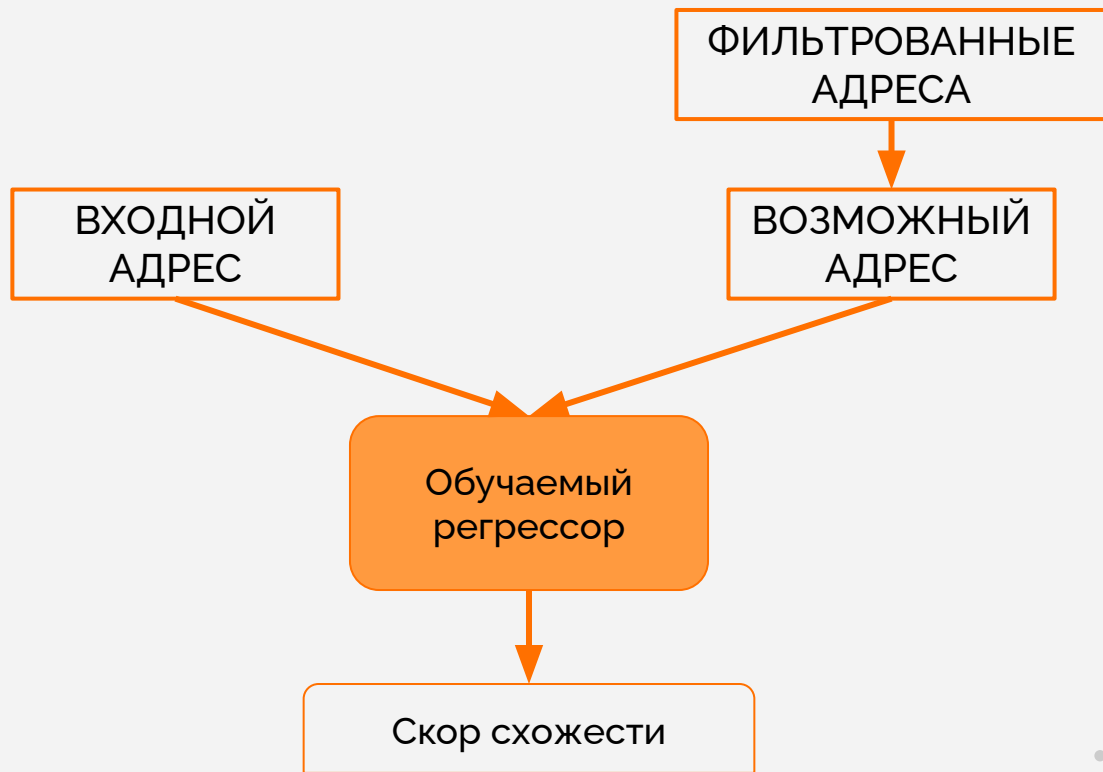 ФИЛЬТРОВАННЫЕ
АДРЕСА
ВХОДНОЙ
АДРЕС
ВОЗМОЖНЫЙ
АДРЕС
Обучаемый
регрессор
Скор схожести